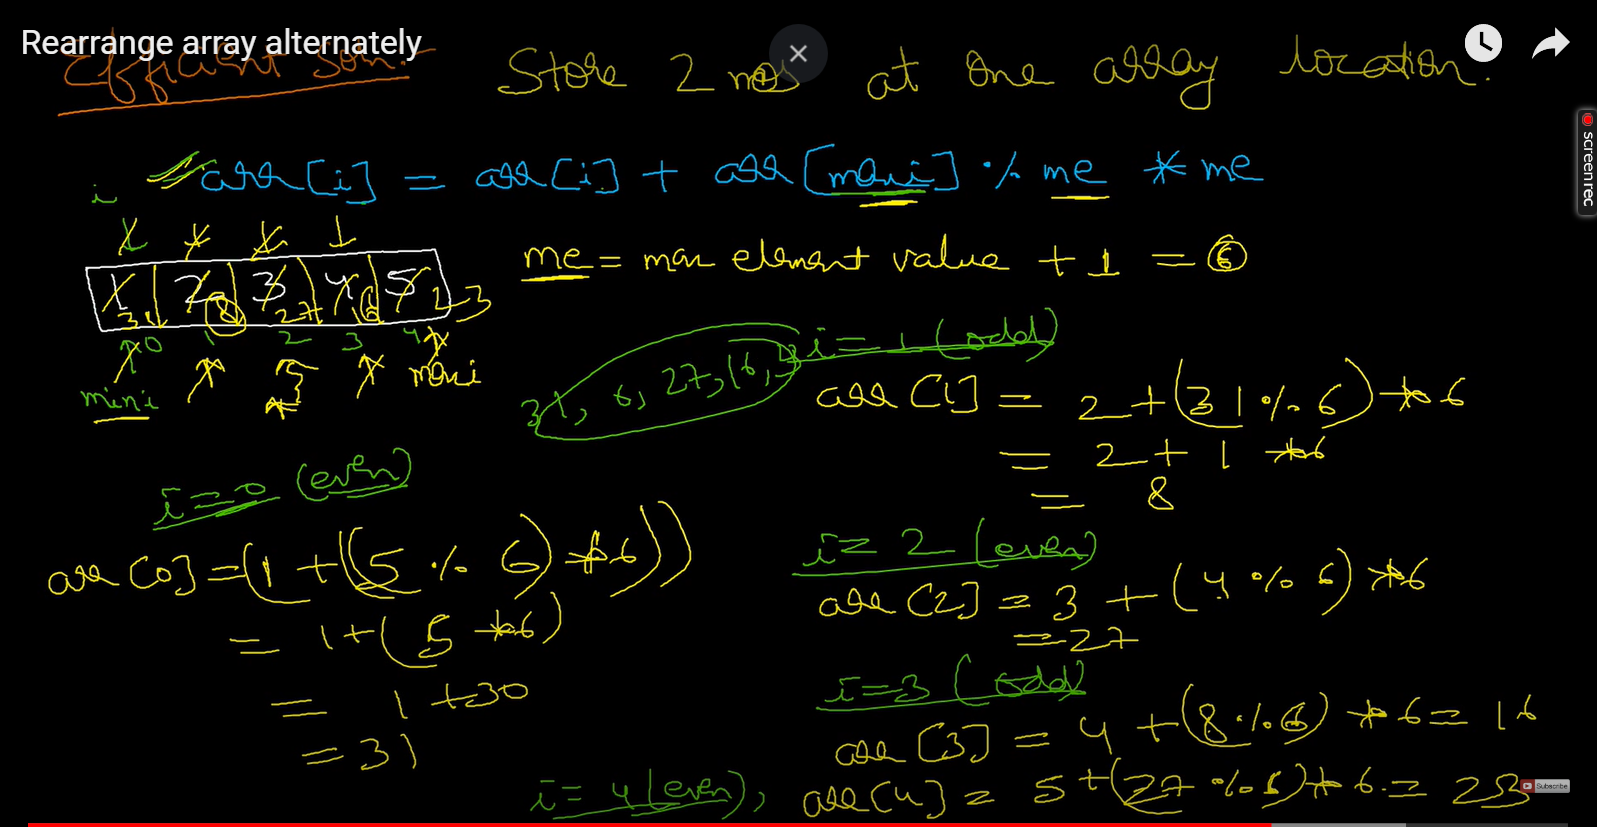 Rearrange array alternately
Efficient soln.
Store 2 nos at one array location.
i arr[i] = arr[i] + arr[maxi] % me * me
1 2 3 4 5
31 8 27 16 23
me = max element value + 1 = 6
0 1 2 3 4
mini maxi
31, 6, 27, 16,
i=1 (odd)
arr[1] = 2+(31%6)*6
= 2+1*6
= 8
i=0 (even)
arr[0]=(1+((5%6)*6))
= 1+(5*6)
= 1+30
=31
i=2 (even)
arr[2] = 3+(4%6)*6
=27
i=3 (odd)
arr[3] = 4+(8%6)*6=16
i=4(even), arr[4] = 5+(27%6)*6=23
Subscribe
screenrec